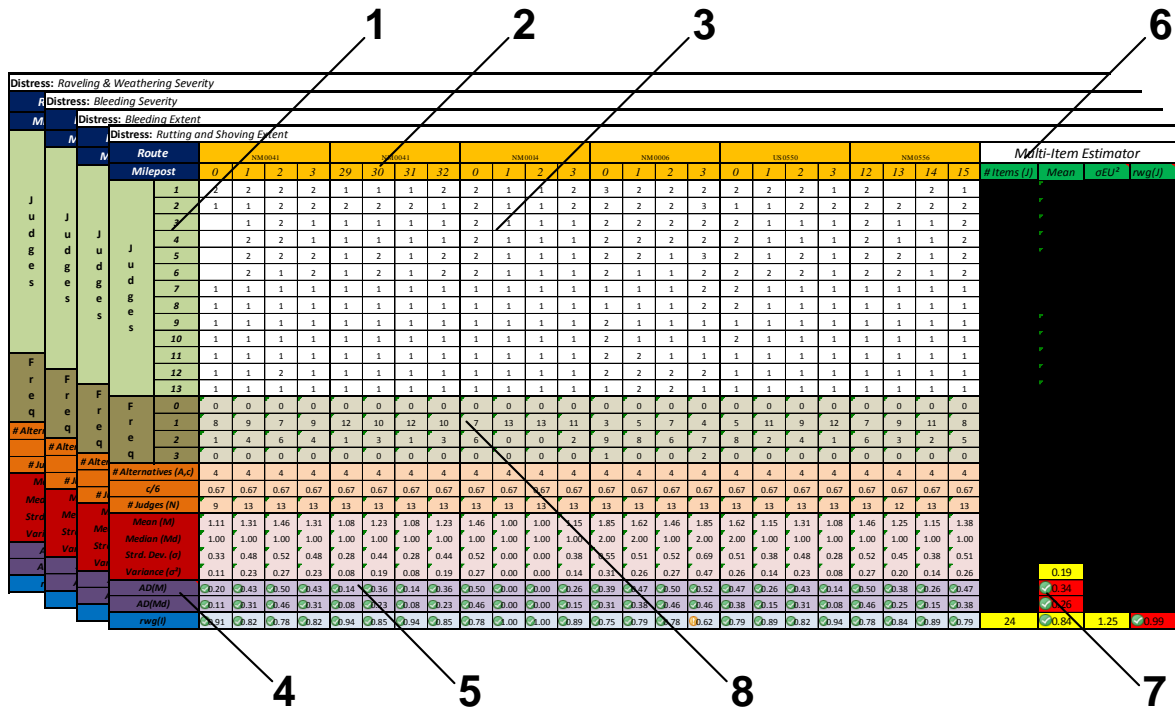 1 2 3 6
Distress: Raveling & Weathering Severity
Distress: Bleeding Severity
Distress: Bleeding Extent
Distress: Rutting and Shoving Extent
Route NM0041 NM0041 NM0014 NM0006 US0550 NM0556 Multi-Item Estimator
Milepost 0 1 2 3 29 30 31 32 0 1 2 3 0 1 2 3 0 1 2 3 12 13 14 15 # Items (J) Mean σEU² rwg(J)
Judges
1 2 2 2 2 1 1 1 1 2 1 1 2 3 2 2 2 2 2 2 1 2 2 1
2 1 1 2 2 2 2 1 2 2 1 1 2 2 2 2 3 1 1 2 1 2 2 2 2
3 1 2 1 1 1 1 1 2 1 1 1 2 2 1 2 2 1 1 1 2 1 1 2
4 2 2 1 1 1 1 1 2 1 1 1 2 2 1 2 2 1 1 1 2 1 1 2
5 2 2 2 1 2 2 2 2 1 1 1 2 2 1 3 2 1 1 1 2 2 1 2
6 2 1 2 1 2 1 2 2 1 1 1 2 1 1 2 2 2 2 1 2 1 1 2
7 1 1 1 1 1 1 1 1 1 1 1 1 1 1 1 2 2 1 1 1 1 1 1 1
8 1 1 1 1 1 1 1 1 1 1 1 1 1 1 1 2 2 1 1 1 1 1 1 1
9 1 1 1 1 1 1 1 1 1 1 1 1 2 1 1 1 1 1 1 1 1 1 1 1
10 1 1 1 1 1 1 1 1 1 1 1 1 2 1 1 1 1 1 1 1 1 1 1 1
11 1 1 1 1 1 1 1 1 1 1 1 1 2 1 1 1 1 1 1 1 1 1 1 1
12 1 1 2 1 1 1 1 1 1 1 1 1 2 1 2 2 1 1 1 1 1 1 1 1
13 1 1 1 1 1 1 1 1 1 1 1 1 1 2 2 2 1 1 1 1 1 1 1 1
Freq
0 0 0 0 0 0 0 0 0 0 0 0 0 0 0 0 0 0 0 0 0 0 0 0 0
1 8 9 7 9 12 10 12 10 7 13 13 11 3 5 7 4 5 11 9 12 7 9 11 8
2 1 4 6 4 1 3 1 3 6 0 0 2 9 8 6 7 8 2 4 1 6 3 2 5
3 0 0 0 0 0 0 0 0 0 0 0 0 1 0 0 2 0 0 0 0 0 0 0 0
# Alternatives (A,c) 4 4 4 4 4 4 4 4 4 4 4 4 4 4 4 4 4 4 4 4 4 4 4 4
c/6 0.67 0.67 0.67 0.67 0.67 0.67 0.67 0.67 0.67 0.67 0.67 0.67 0.67 0.67 0.67 0.67 0.67 0.67 0.67 0.67 0.67 0.67 0.67 0.67
# Judges (N) 9 13 13 13 13 13 13 13 13 13 13 13 13 13 13 13 13 13 13 13 13 12 13 13
Mean (M) 1.11 1.31 1.46 1.31 1.08 1.23 1.08 1.23 1.46 1.00 1.00 1.15 1.85 1.62 1.46 1.85 1.62 1.15 1.31 1.08 1.46 1.25 1.15 1.38
Median (Md) 1.00 1.00 1.00 1.00 1.00 1.00 1.00 1.00 1.00 1.00 1.00 1.00 2.00 2.00 1.00 2.00 2.00 1.00 1.00 1.00 1.00 1.00 1.00 1.00
Strd. Dev. (σ) 0.33 0.48 0.52 0.48 0.28 0.44 0.28 0.44 0.52 0.00 0.00 0.38 0.55 0.51 0.52 0.69 0.51 0.38 0.48 0.28 0.52 0.45 0.38 0.51
Variance (σ²) 0.11 0.23 0.27 0.23 0.08 0.19 0.08 0.19 0.27 0.00 0.00 0.14 0.31 0.26 0.27 0.47 0.26 0.14 0.23 0.08 0.27 0.20 0.14 0.26 0.19
AD(M) 0.20 0.43 0.50 0.43 0.14 0.36 0.14 0.36 0.50 0.00 0.00 0.26 0.39 0.47 0.50 0.52 0.47 0.26 0.43 0.14 0.50 0.38 0.26 0.47 0.34
AD(Md) 0.11 0.31 0.46 0.31 0.08 0.23 0.08 0.23 0.46 0.00 0.00 0.15 0.31 0.38 0.46 0.46 0.38 0.15 0.31 0.08 0.46 0.25 0.15 0.38 0.26
rwg(I) 0.91 0.82 0.78 0.82 0.94 0.85 0.94 0.85 0.78 1.00 1.00 0.89 0.75 0.79 0.78 0.62 0.79 0.89 0.82 0.94 0.78 0.84 0.89 0.79 24 0.84 1.25 0.99
4 5 8 7